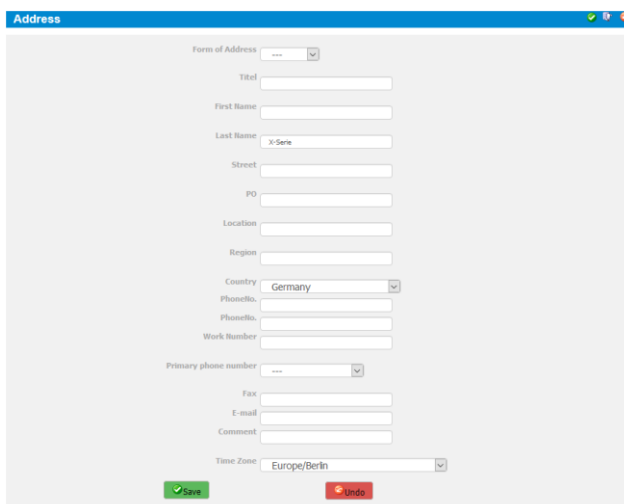 Address
Form of Address ---
Titel
First Name
Last Name X-Serie
Street
PO
Location
Region
Country Germany
PhoneNo.
PhoneNo.
Work Number
Primary phone number ---
Fax
E-mail
Comment
Time Zone Europe/Berlin
Save Undo